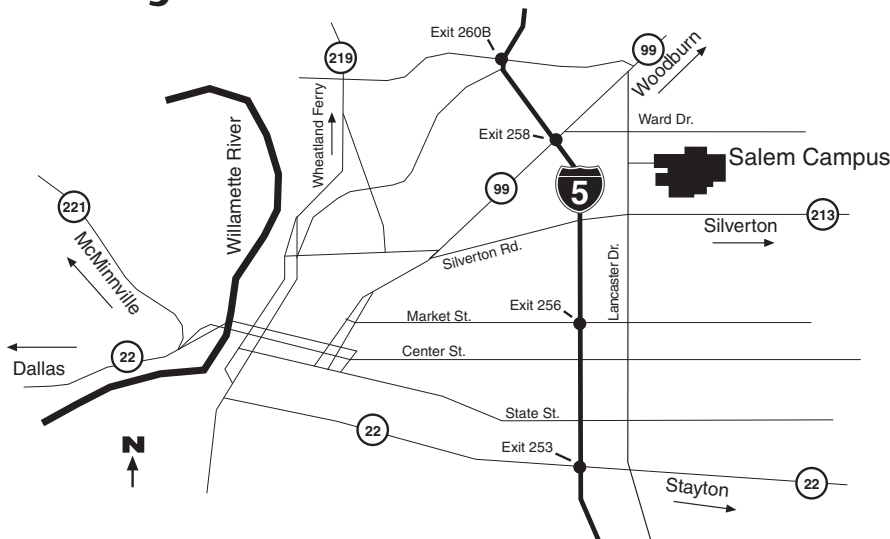 Exit 260B
99
Woodburn
219
Wheatland Ferry
Ward Dr.
Exit 258
Salem Campus
Willamette River
5
99
221
McMinnville
213
Silverton
Silverton Rd.
Lancaster Dr.
Exit 256
Market St.
Center St.
22
Dallas
State St.
22
N
Exit 253
22
Stayton